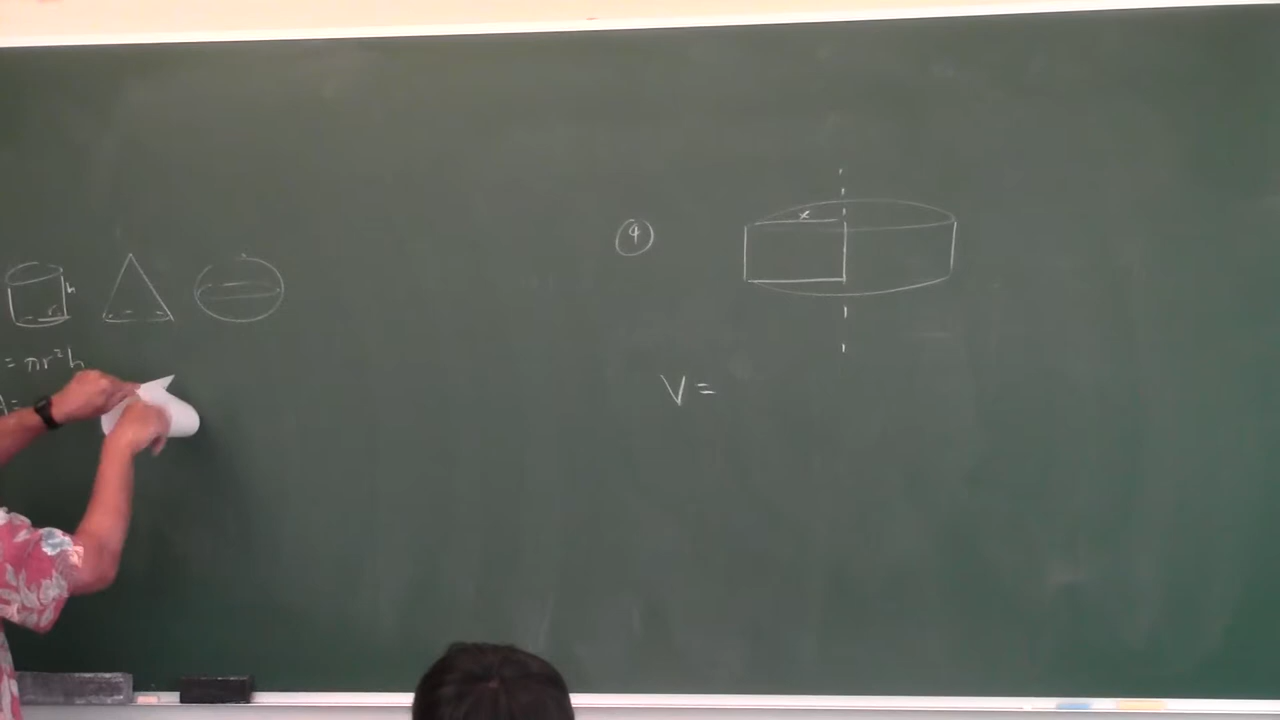 h
r
= πr²h
④
x
V =